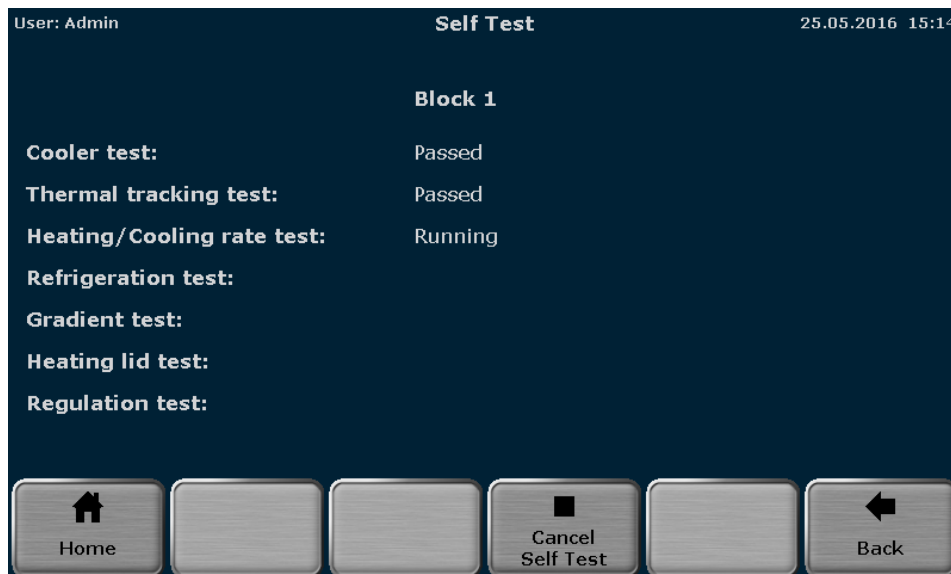 User: Admin Self Test 25.05.2016 15:14
Block 1
Cooler test: Passed
Thermal tracking test: Passed
Heating/Cooling rate test: Running
Refrigeration test:
Gradient test:
Heating lid test:
Regulation test:
Home
Cancel
Self Test
Back